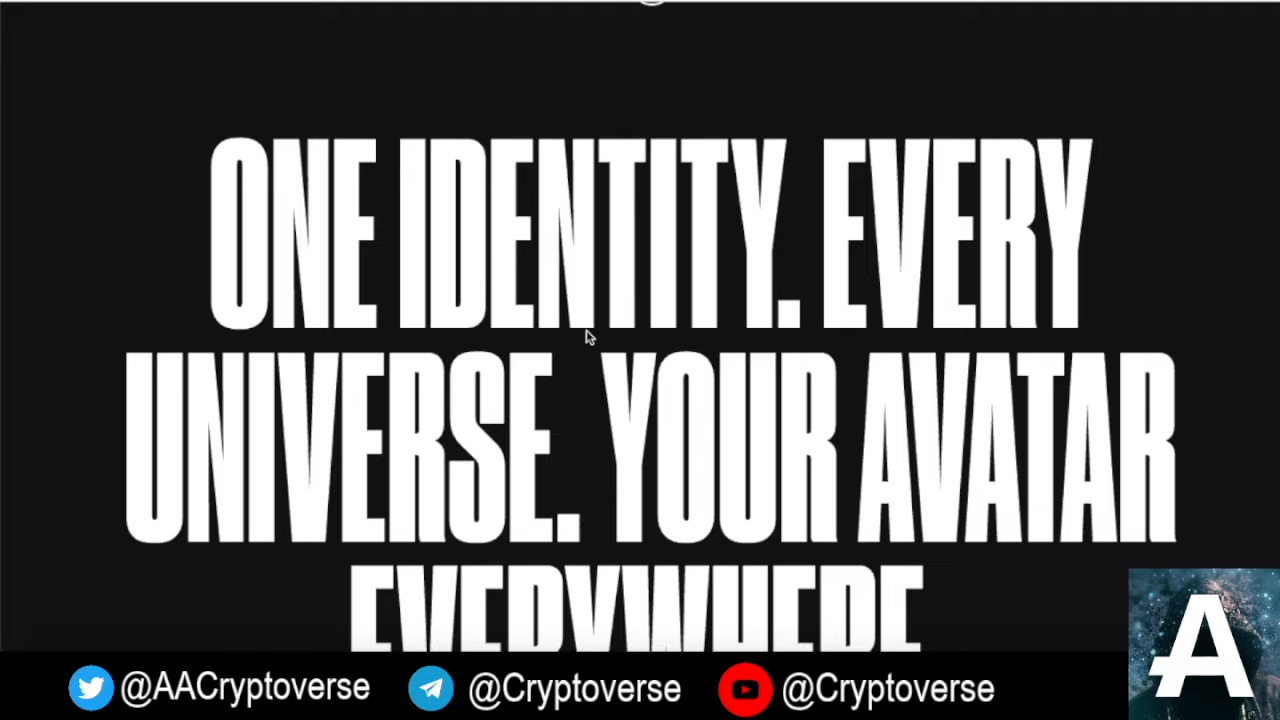 ONE IDENTITY. EVERY
UNIVERSE. YOUR AVATAR
EVERYWHERE
@AACryptoverse @Cryptoverse @Cryptoverse
A